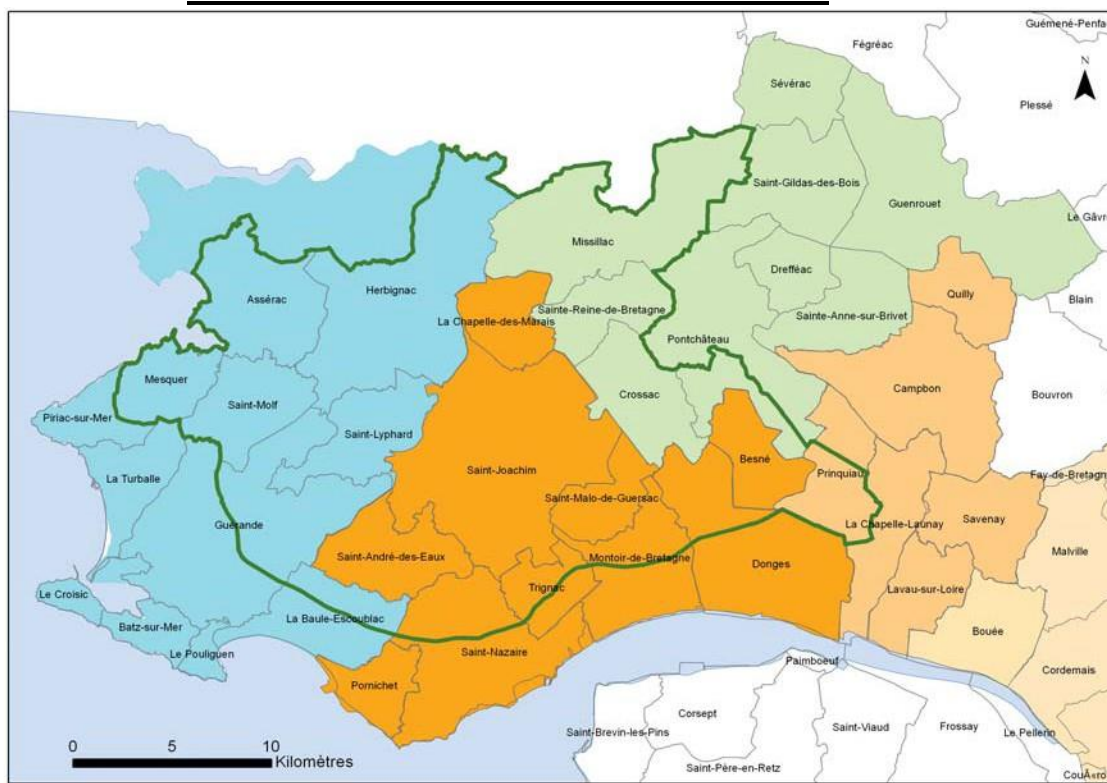 Guémené-Penfa
Fégréac
N
Sévérac
Plessé
Saint-Gildas-des-Bois
Guenrouet
Le Gâvr
Missillac
Drefféac
Assérac
Herbignac
Quilly
Blain
La Chapelle-des-Marais
Sainte-Reine-de-Bretagne
Sainte-Anne-sur-Brivet
Pontchâteau
Mesquer
Crossac
Campbon
Bouvron
Saint-Molf
Piriac-sur-Mer
Saint-Lyphard
Besné
La Turballe
Saint-Joachim
Prinquiau
Fay-de-Bretagn
Saint-Malo-de-Guersac
Guérande
La Chapelle-Launay
Savenay
Saint-André-des-Eaux
Montoir-de-Bretagne
Donges
Malville
Trignac
Lavau-sur-Loire
Le Croisic
La Baule-Escoublac
Batz-sur-Mer
Bouée
Le Pouliguen
Saint-Nazaire
Paimboeuf
Cordemais
Pornichet
Corsept
Saint-Brevin-les-Pins
Saint-Viaud
Frossay
Le Pellerin
0 5 10
Kilomètres
Saint-Père-en-Retz
CouÃ«ro